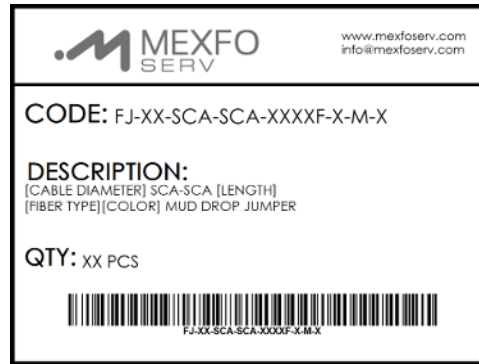 MEXFO
SERV
www.mexfoserv.com
info@mexfoserv.com
CODE: FJ-XX-SCA-SCA-XXXXF-X-M-X
DESCRIPTION:
[CABLE DIAMETER] SCA-SCA [LENGTH]
[FIBER TYPE][COLOR] MUD DROP JUMPER
QTY: XX PCS
FJ-XX-SCA-SCA-XXXXF-X-M-X